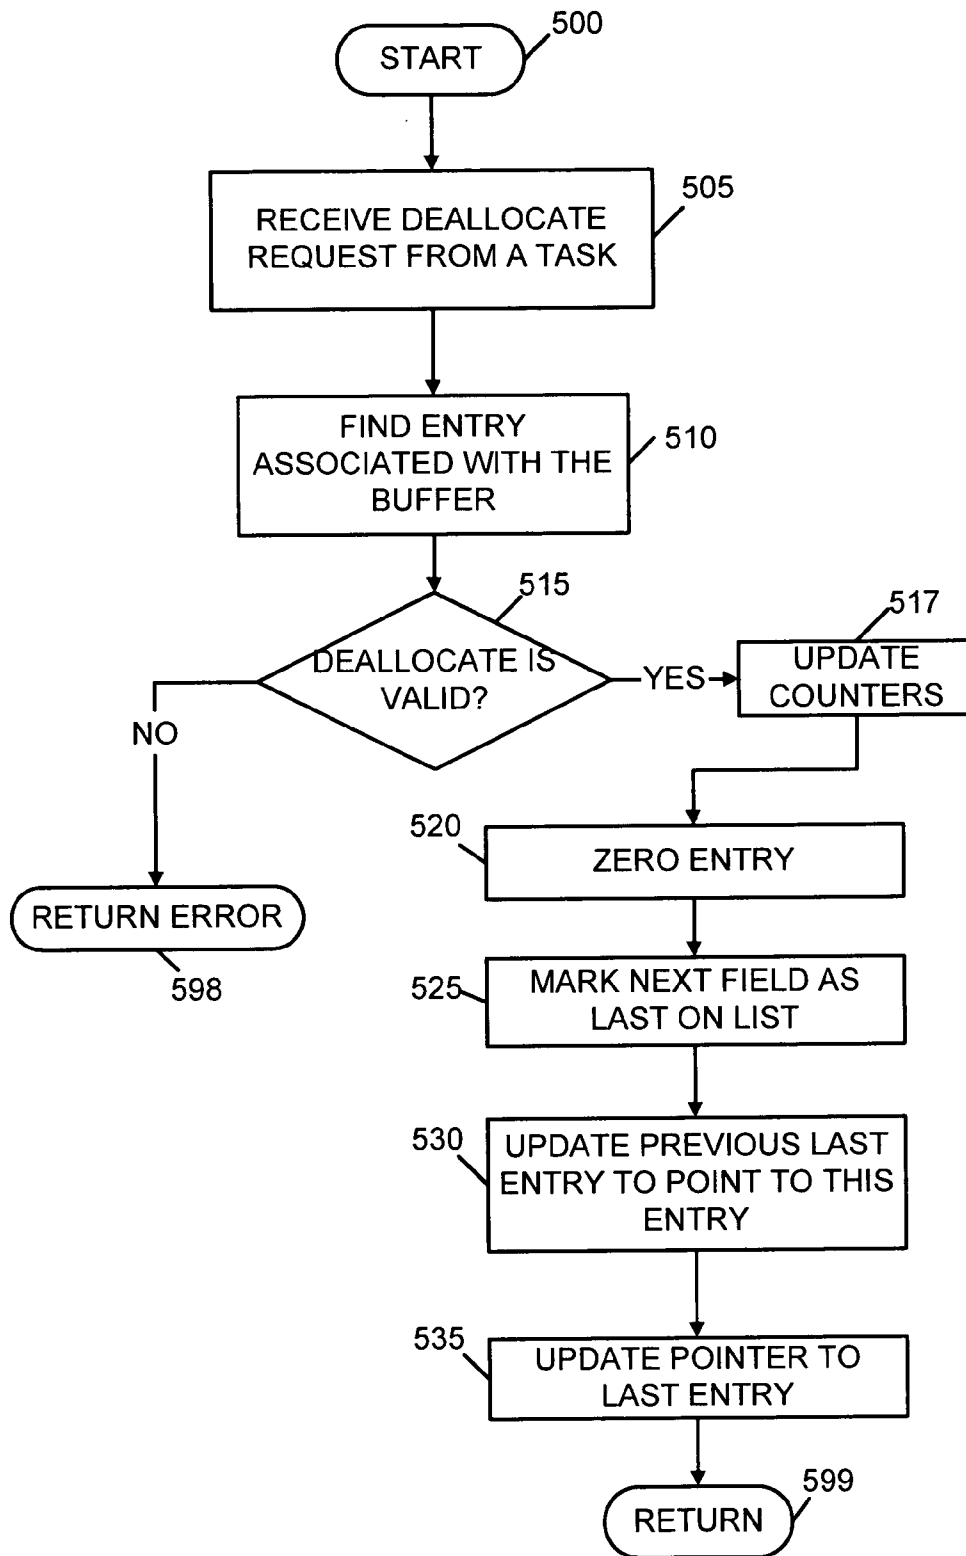 START
500
RECEIVE DEALLOCATE
REQUEST FROM A TASK
505
FIND ENTRY
ASSOCIATED WITH THE
BUFFER
510
DEALLOCATE IS
VALID?
515
YES
517
UPDATE
COUNTERS
NO
RETURN ERROR
598
520
ZERO ENTRY
525
MARK NEXT FIELD AS
LAST ON LIST
530
UPDATE PREVIOUS LAST
ENTRY TO POINT TO THIS
ENTRY
535
UPDATE POINTER TO
LAST ENTRY
RETURN
599